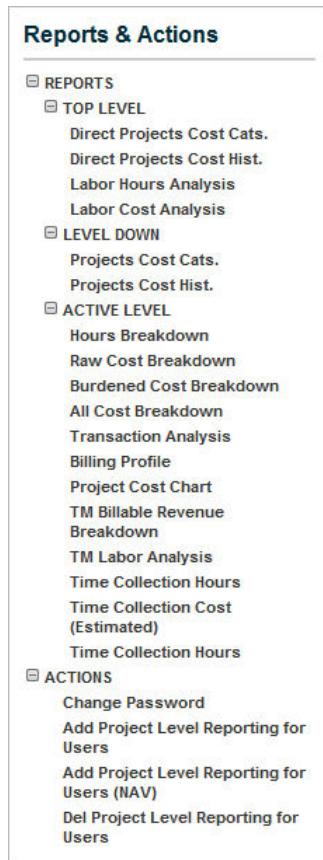 Reports & Actions
REPORTS
TOP LEVEL
Direct Projects Cost Cats.
Direct Projects Cost Hist.
Labor Hours Analysis
Labor Cost Analysis
LEVEL DOWN
Projects Cost Cats.
Projects Cost Hist.
ACTIVE LEVEL
Hours Breakdown
Raw Cost Breakdown
Burdened Cost Breakdown
All Cost Breakdown
Transaction Analysis
Billing Profile
Project Cost Chart
TM Billable Revenue
Breakdown
TM Labor Analysis
Time Collection Hours
Time Collection Cost
(Estimated)
Time Collection Hours
ACTIONS
Change Password
Add Project Level Reporting for
Users
Add Project Level Reporting for
Users (NAV)
Del Project Level Reporting for
Users